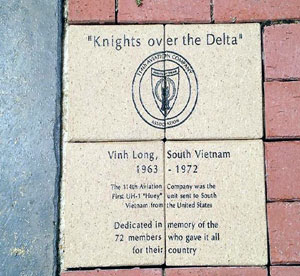 "Knights over the Delta"
114TH AVIATION COMPANY
ASSOCIATION
Vinh Long, South Vietnam
1963 - 1972
The 114th Aviation Company was the
First UH-1 "Huey" unit sent to South
Vietnam from the United States
Dedicated in memory of the
72 members who gave it all
for their country